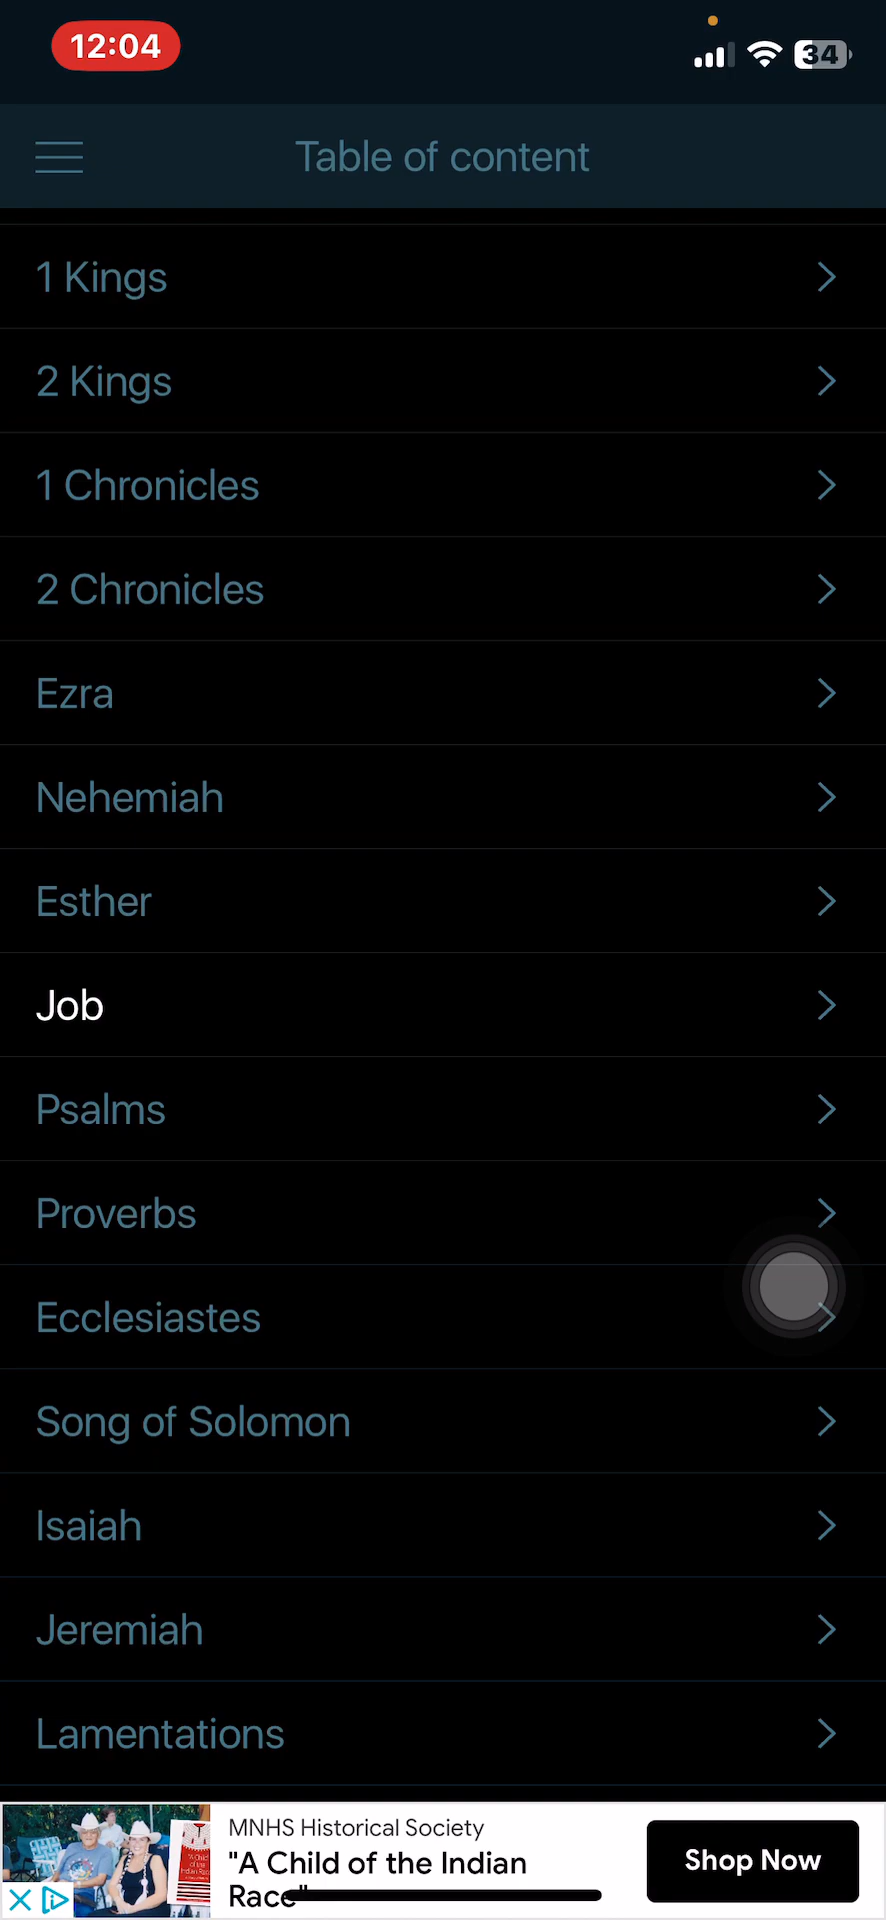 12:04
34
Table of content
1 Kings
2 Kings
1 Chronicles
2 Chronicles
Ezra
Nehemiah
Esther
Job
Psalms
Proverbs
Ecclesiastes
Song of Solomon
Isaiah
Jeremiah
Lamentations
MNHS Historical Society
"A Child of the Indian
Race"
Shop Now